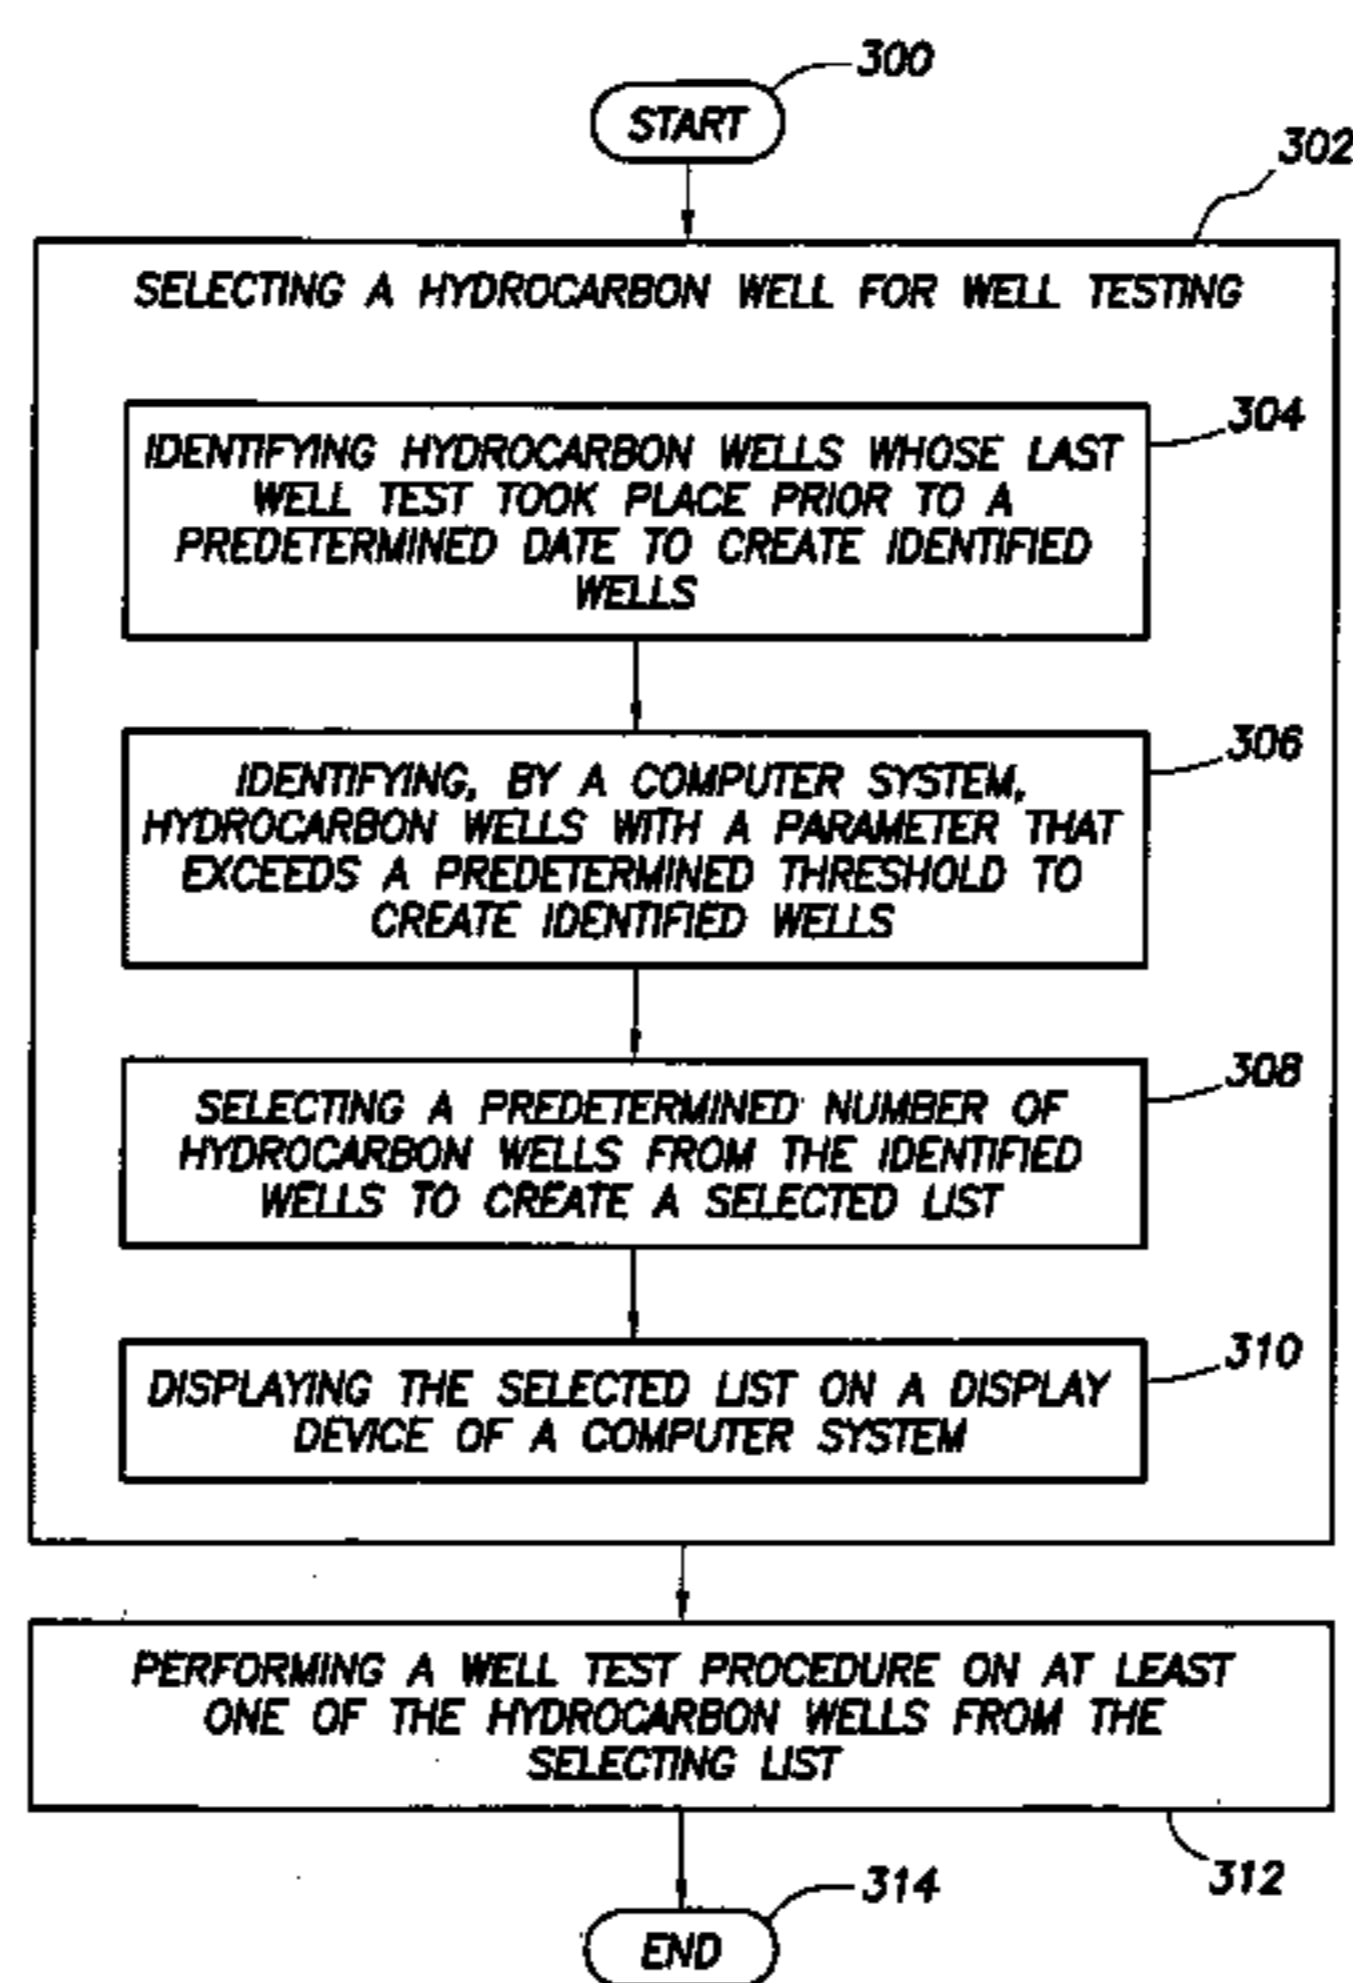 300
START
302
SELECTING A HYDROCARBON WELL FOR WELL TESTING
304
IDENTIFYING HYDROCARBON WELLS WHOSE LAST
WELL TEST TOOK PLACE PRIOR TO A
PREDETERMINED DATE TO CREATE IDENTIFIED
WELLS
306
IDENTIFYING, BY A COMPUTER SYSTEM,
HYDROCARBON WELLS WITH A PARAMETER THAT
EXCEEDS A PREDETERMINED THRESHOLD TO
CREATE IDENTIFIED WELLS
308
SELECTING A PREDETERMINED NUMBER OF
HYDROCARBON WELLS FROM THE IDENTIFIED
WELLS TO CREATE A SELECTED LIST
310
DISPLAYING THE SELECTED LIST ON A DISPLAY
DEVICE OF A COMPUTER SYSTEM
PERFORMING A WELL TEST PROCEDURE ON AT LEAST
ONE OF THE HYDROCARBON WELLS FROM THE
SELECTING LIST
312
314
END